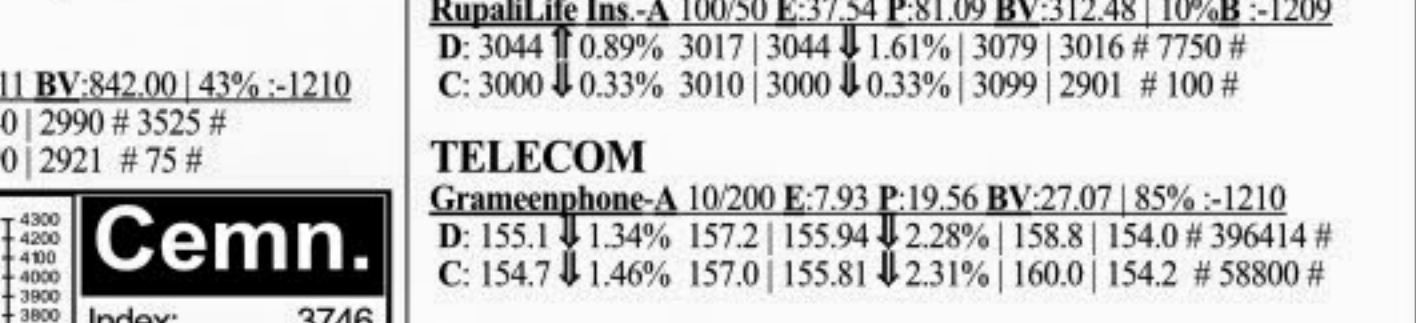 11 BV:842.00 | 43% :-1210
0 | 2990 # 3525 #
0 | 2921 # 75 #
4300
4200
4100
4000
3900
3800
Cemn.
Index: 3746
RupaliLife Ins.-A 100/50 E:37.54 P:81.09 BV:312.48 | 10%B :-1209
D: 3044 ⇑ 0.89% 3017 | 3044 ⇓ 1.61% | 3079 | 3016 # 7750 #
C: 3000 ⇓ 0.33% 3010 | 3000 ⇓ 0.33% | 3099 | 2901 # 100 #
TELECOM
Grameenphone-A 10/200 E:7.93 P:19.56 BV:27.07 | 85% :-1210
D: 155.1 ⇓ 1.34% 157.2 | 155.94 ⇓ 2.28% | 158.8 | 154.0 # 396414 #
C: 154.7 ⇓ 1.46% 157.0 | 155.81 ⇓ 2.31% | 160.0 | 154.2 # 58800 #